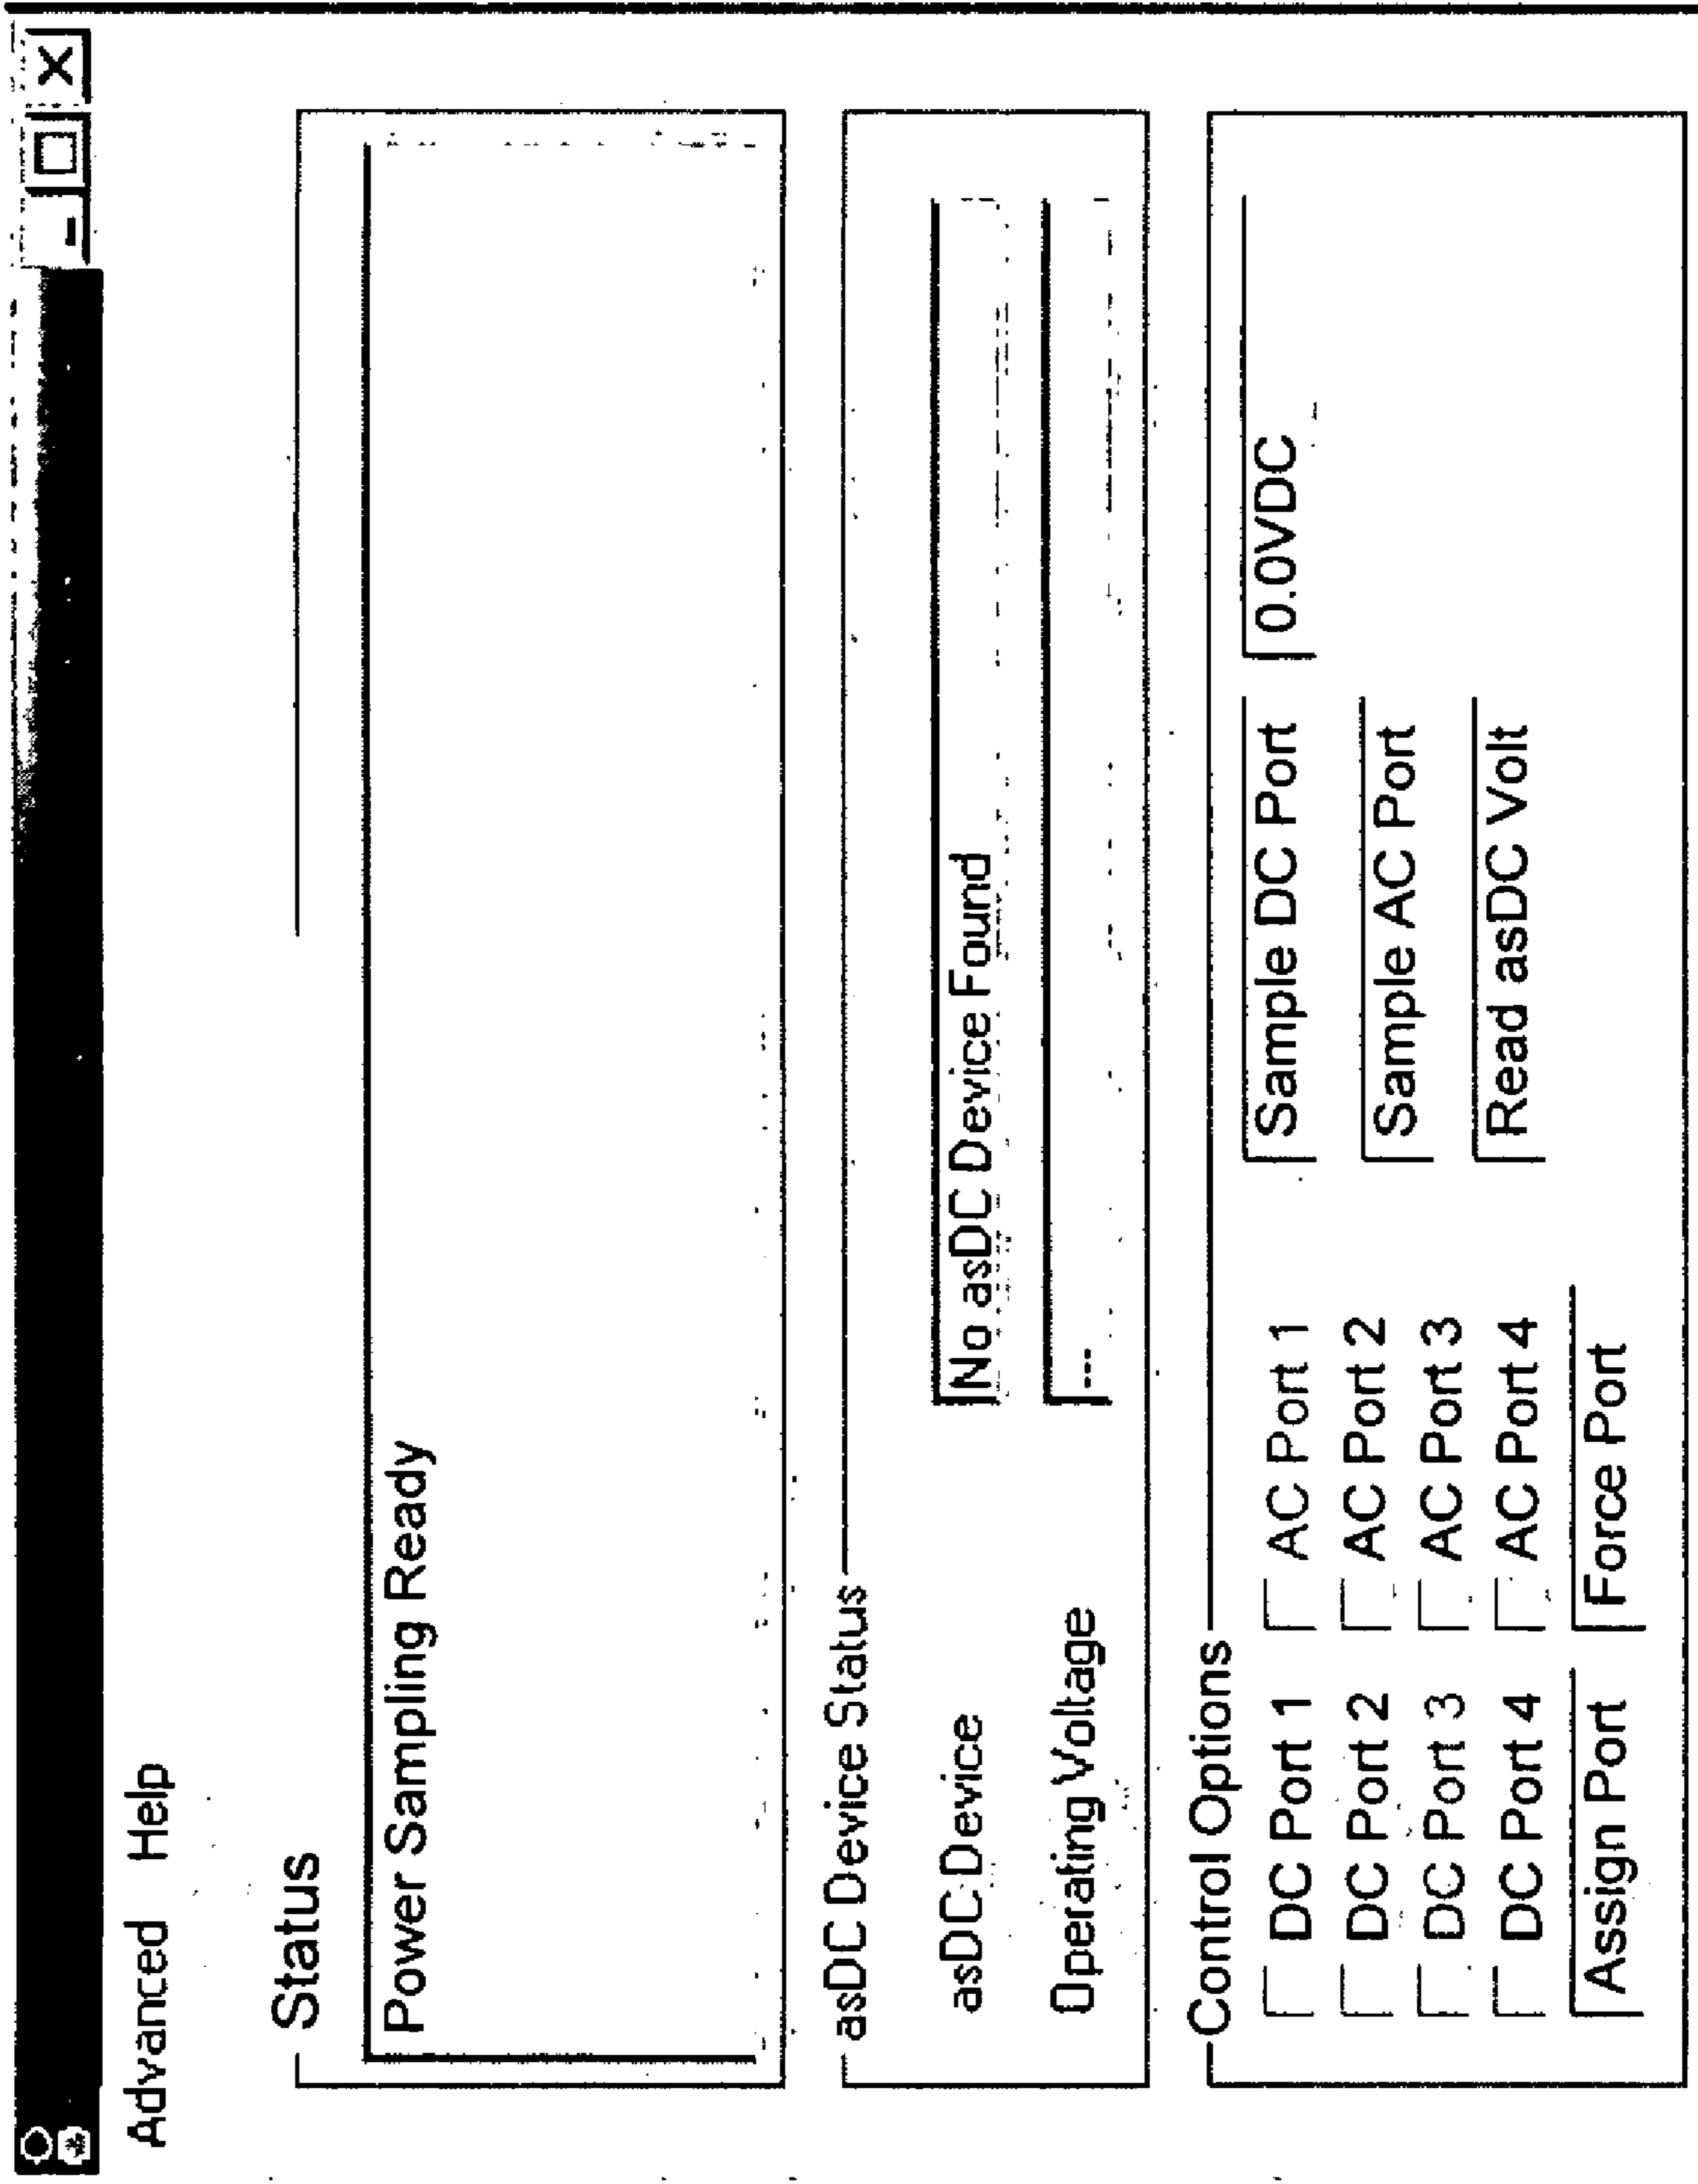 Advanced Help
Status
Power Sampling Ready
asDC Device Status
asDC Device No asDC Device Found
Operating Voltage ---
Control Options
DC Port 1 AC Port 1 Sample DC Port 0.0VDC
DC Port 2 AC Port 2 Sample AC Port
DC Port 3 AC Port 3
DC Port 4 AC Port 4 Read asDC Volt
Assign Port Force Port